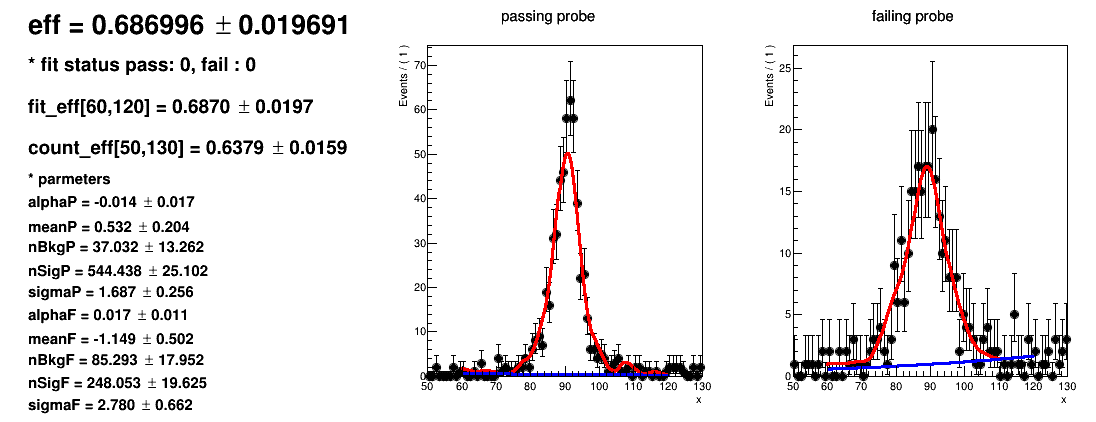 eff = 0.686996 ± 0.019691
* fit status pass: 0, fail : 0
fit_eff[60,120] = 0.6870 ± 0.0197
count_eff[50,130] = 0.6379 ± 0.0159
* parmeters
alphaP = -0.014 ± 0.017
meanP = 0.532 ± 0.204
nBkgP = 37.032 ± 13.262
nSigP = 544.438 ± 25.102
sigmaP = 1.687 ± 0.256
alphaF = 0.017 ± 0.011
meanF = -1.149 ± 0.502
nBkgF = 85.293 ± 17.952
nSigF = 248.053 ± 19.625
sigmaF = 2.780 ± 0.662
passing probe
Events / ( 1 )
70
60
50
40
30
20
10
0
50 60 70 80 90 100 110 120 130
x
failing probe
Events / ( 1 )
25
20
15
10
5
0
50 60 70 80 90 100 110 120 130
x